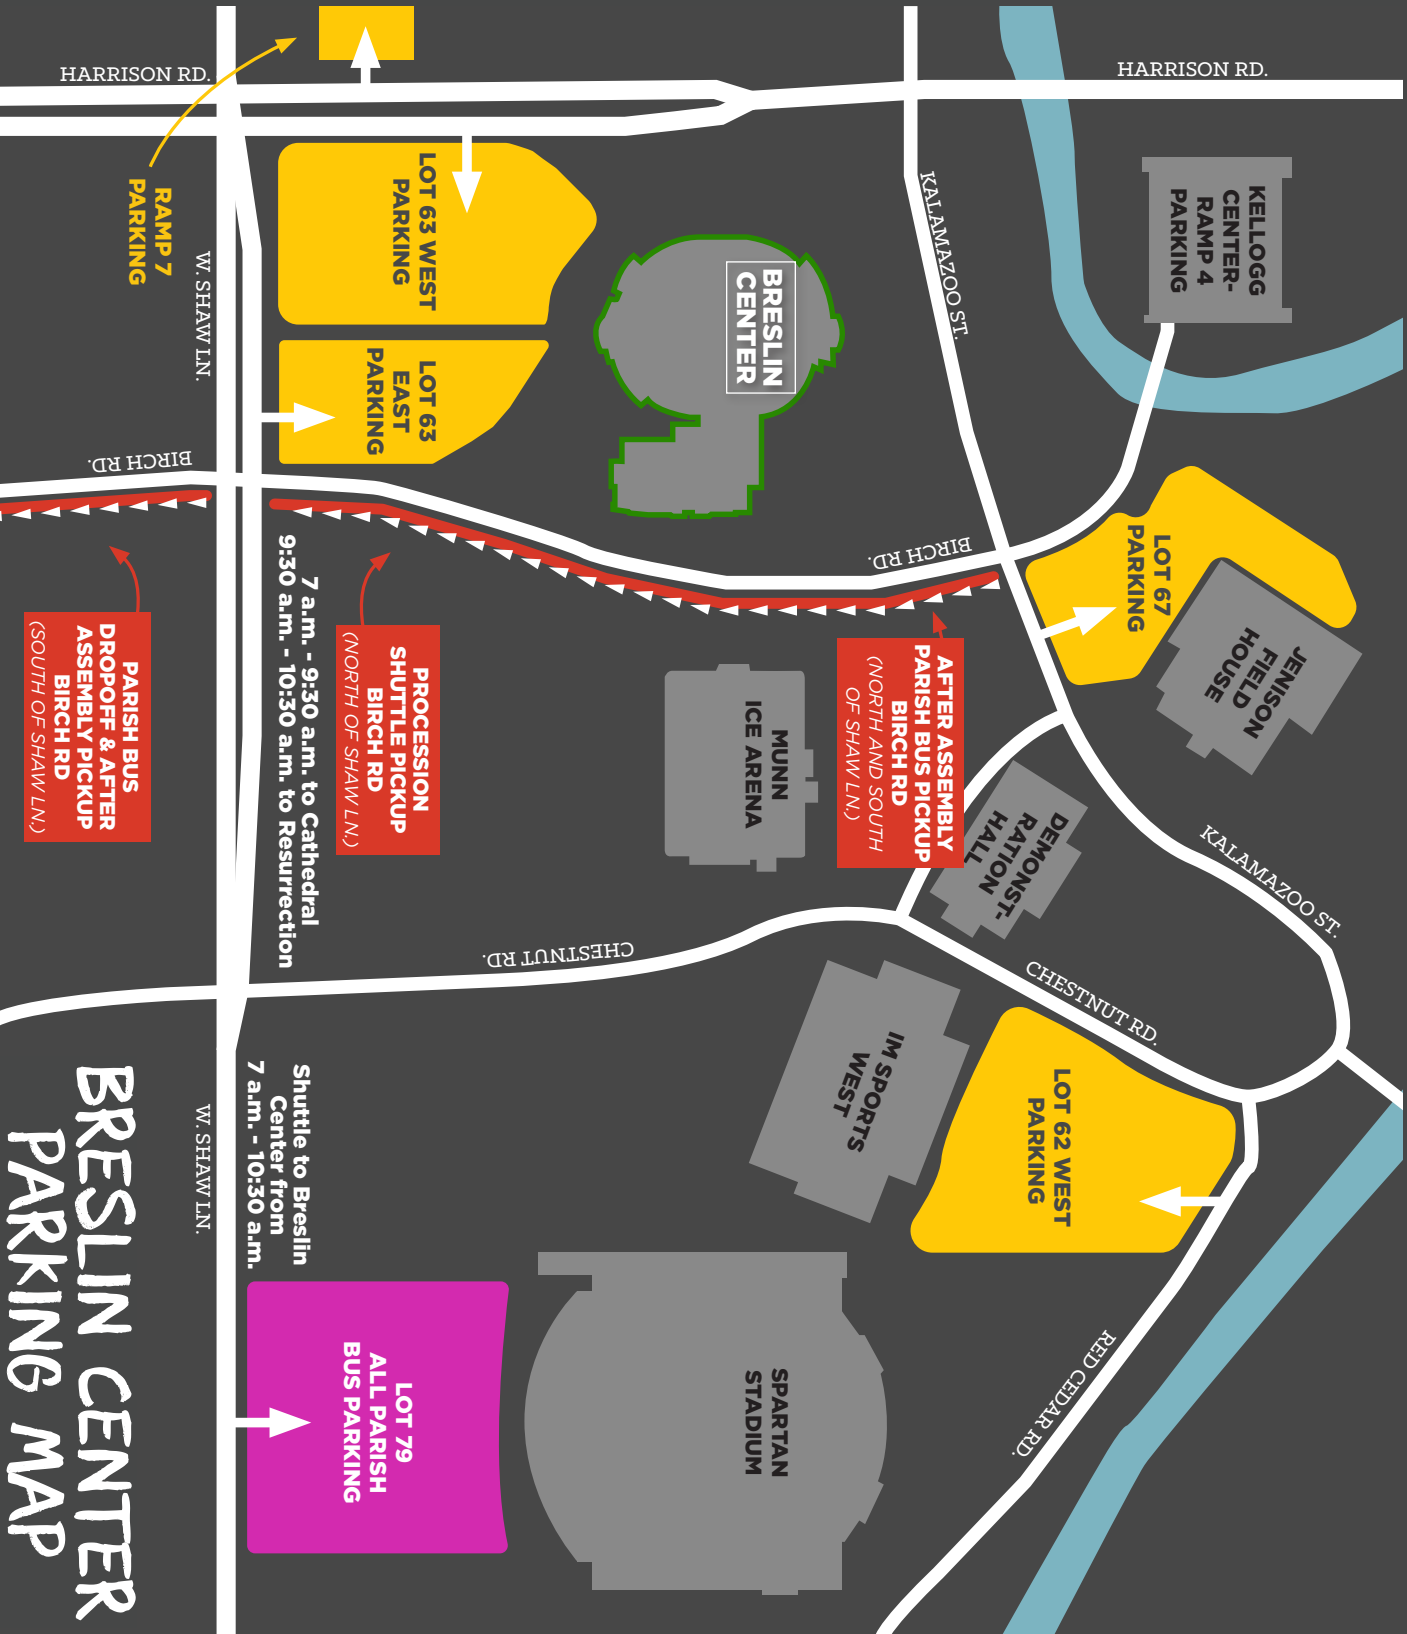 HARRISON RD.
HARRISON RD.
KELLOGG
CENTER-
RAMP 4
PARKING
KALAMAZOO ST.
LOT 63 WEST
PARKING
RAMP 7
PARKING
W. SHAW LN.
BRESLIN
CENTER
LOT 63
EAST
PARKING
BIRCH RD.
BIRCH RD.
LOT 67
PARKING
JENISON
FIELD
HOUSE
7 a.m. - 9:30 a.m. to Cathedral
9:30 a.m. - 10:30 a.m. to Resurrection
PARISH BUS
DROPOFF & AFTER
ASSEMBLY PICKUP
BIRCH RD
(SOUTH OF SHAW LN.)
PROCESSION
SHUTTLE PICKUP
BIRCH RD
(NORTH OF SHAW LN.)
AFTER ASSEMBLY
PARISH BUS PICKUP
BIRCH RD
(NORTH AND SOUTH
OF SHAW LN.)
MUNN
ICE ARENA
DEMONST-
RATION
HALL
KALAMAZOO ST.
CHESTNUT RD.
CHESTNUT RD.
IM SPORTS
WEST
LOT 62 WEST
PARKING
Shuttle to Breslin
Center from
7 a.m. - 10:30 a.m.
W. SHAW LN.
LOT 79
ALL PARISH
BUS PARKING
SPARTAN
STADIUM
RED CEDAR RD.
BRESLIN CENTER
PARKING MAP